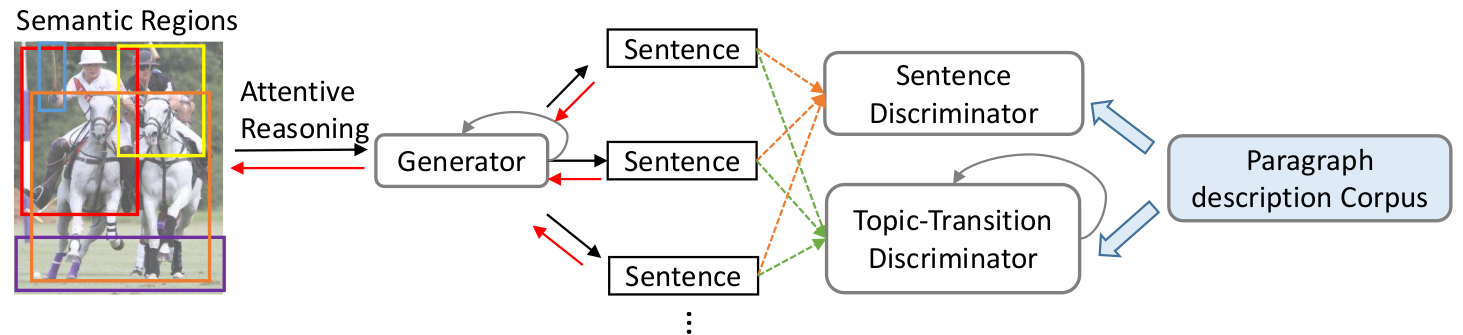 Semantic Regions
Attentive
Reasoning
Generator
Sentence
Sentence
Sentence
⋮
Sentence
Discriminator
Topic-Transition
Discriminator
Paragraph
description Corpus